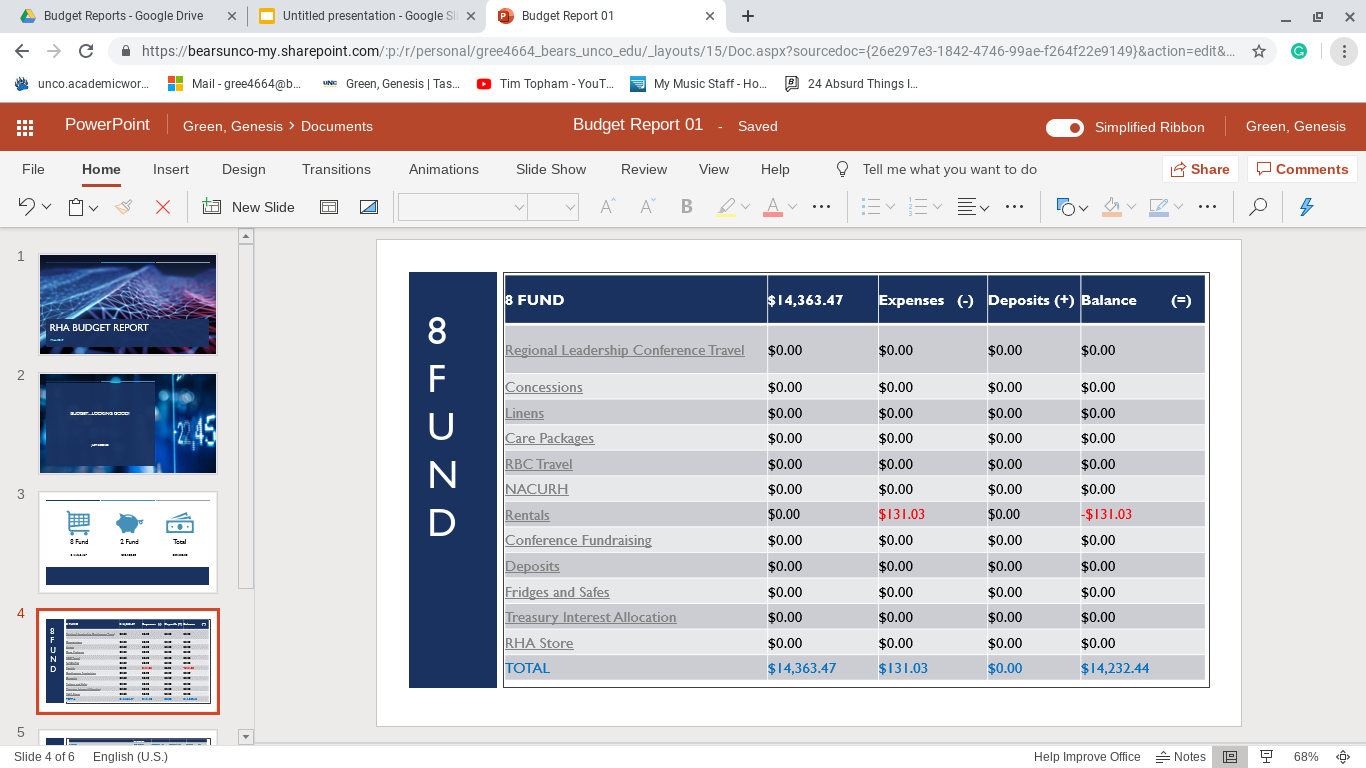 Budget Reports - Google Drive
Untitled presentation - Google Sl
Budget Report 01
https://bearsunco-my.sharepoint.com/:p:/r/personal/gree4664_bears_unco_edu/_layouts/15/Doc.aspx?sourcedoc={26e297e3-1842-4746-99ae-f264f22e9149}&action=edit&...
unco.academicwor...
Mail - gree4664@b...
UNC Green, Genesis | Tas...
Tim Topham - YouT...
My Music Staff - Ho...
24 Absurd Things I...
PowerPoint Green, Genesis > Documents Budget Report 01 - Saved Simplified Ribbon Green, Genesis
File Home Insert Design Transitions Animations Slide Show Review View Help Tell me what you want to do Share Comments
New Slide
1
RHA BUDGET REPORT
2
BUDGET...LOOKING GOOD!
3
8 Fund 2 Fund Total
4
5
8
F
U
N
D
8 FUND $14,363.47 Expenses (-) Deposits (+) Balance (=)
Regional Leadership Conference Travel $0.00 $0.00 $0.00 $0.00
Concessions $0.00 $0.00 $0.00 $0.00
Linens $0.00 $0.00 $0.00 $0.00
Care Packages $0.00 $0.00 $0.00 $0.00
RBC Travel $0.00 $0.00 $0.00 $0.00
NACURH $0.00 $0.00 $0.00 $0.00
Rentals $0.00 $131.03 $0.00 -$131.03
Conference Fundraising $0.00 $0.00 $0.00 $0.00
Deposits $0.00 $0.00 $0.00 $0.00
Fridges and Safes $0.00 $0.00 $0.00 $0.00
Treasury Interest Allocation $0.00 $0.00 $0.00 $0.00
RHA Store $0.00 $0.00 $0.00 $0.00
TOTAL $14,363.47 $131.03 $0.00 $14,232.44
Slide 4 of 6 English (U.S.) Help Improve Office Notes 68%